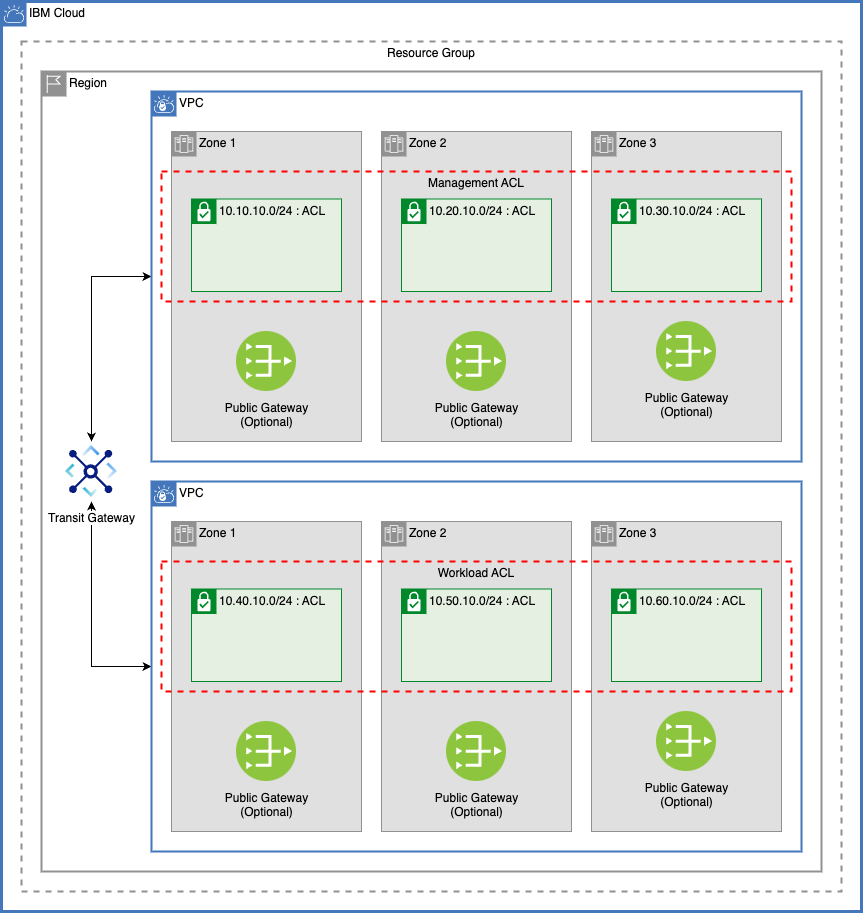 IBM Cloud
Resource Group
Region
VPC
Zone 1
Zone 2
Zone 3
Management ACL
10.10.10.0/24 : ACL
10.20.10.0/24 : ACL
10.30.10.0/24 : ACL
Public Gateway
(Optional)
Public Gateway
(Optional)
Public Gateway
(Optional)
Transit Gateway
VPC
Zone 1
Zone 2
Zone 3
Workload ACL
10.40.10.0/24 : ACL
10.50.10.0/24 : ACL
10.60.10.0/24 : ACL
Public Gateway
(Optional)
Public Gateway
(Optional)
Public Gateway
(Optional)